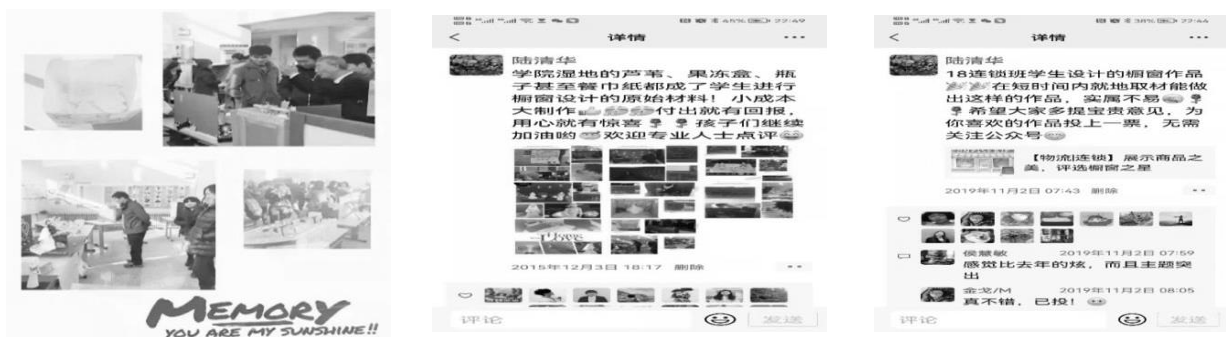 MEMORY
YOU ARE MY SUNSHINE!!
22:49
详情
陆清华
学院湿地的芦苇、果冻盒、瓶
子甚至餐巾纸都成了学生进行
橱窗设计的原始材料！小成本
大制作👍👏👏付出就有回报，
用心就有惊喜🌹🌹孩子们继续
加油哟😁欢迎专业人士点评😄
Home
Love
2015年12月3日 18:17 删除
评论
发送
38% 22:44
详情
陆清华
18连锁班学生设计的橱窗作品
在短时间内就地取材能做
出这样的作品，实属不易
希望大家多提宝贵意见，为
你喜欢的作品投上一票，无需
关注公众号
【物流|连锁】展示商品之
美，评选橱窗之星
2019年11月2日 07:43 删除
侯慧敏 2019年11月2日 07:59
感觉比去年的炫，而且主题突
出
金戈/M 2019年11月2日 08:05
真不错，已投！
评论
发送